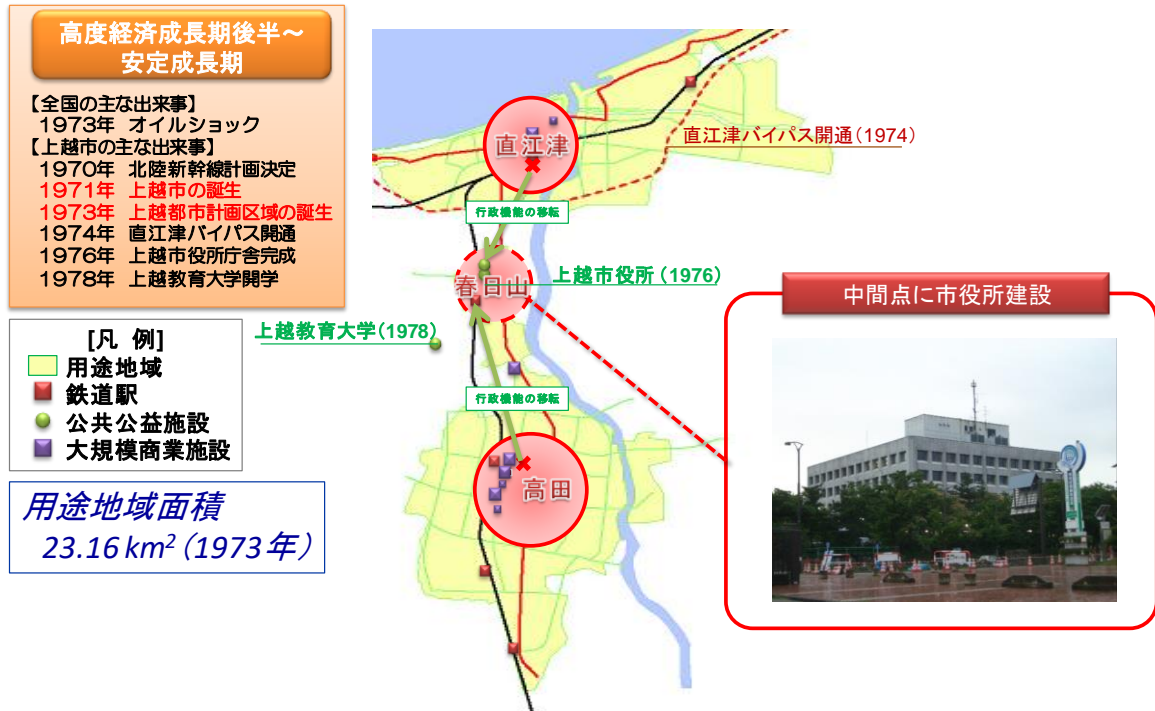 高度経済成長期後半～
安定成長期
【全国の主な出来事】
1973年 オイルショック
【上越市の主な出来事】
1970年 北陸新幹線計画決定
1971年 上越市の誕生
1973年 上越都市計画区域の誕生
1974年 直江津バイパス開通
1976年 上越市役所庁舎完成
1978年 上越教育大学開学
[凡 例]
用途地域
鉄道駅
公共公益施設
大規模商業施設
用途地域面積
23.16 km²(1973年)
直江津
直江津バイパス開通(1974)
行政機能の移転
上越市役所(1976)
春日山
上越教育大学(1978)
行政機能の移転
高田
中間点に市役所建設